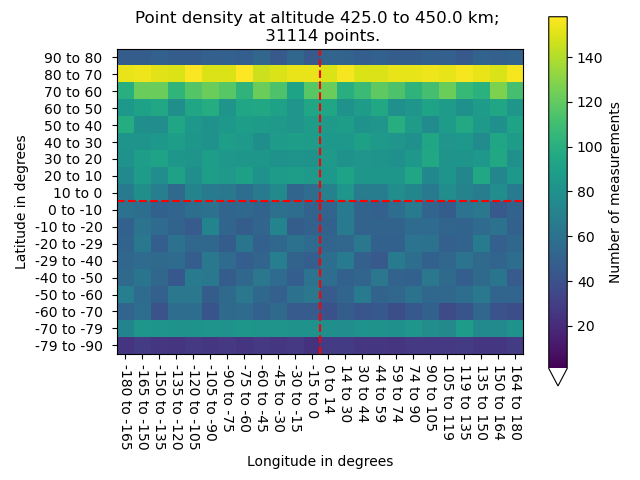 Point density at altitude 425.0 to 450.0 km;
31114 points.
90 to 80
80 to 70
70 to 60
60 to 50
50 to 40
40 to 30
30 to 20
20 to 10
10 to 0
0 to -10
-10 to -20
-20 to -29
-29 to -40
-40 to -50
-50 to -60
-60 to -70
-70 to -79
-79 to -90
Latitude in degrees
-180 to -165
-165 to -150
-150 to -135
-135 to -120
-120 to -105
-105 to -90
-90 to -75
-75 to -60
-60 to -45
-45 to -30
-30 to -15
-15 to 0
0 to 14
14 to 30
30 to 44
44 to 59
59 to 74
74 to 90
90 to 105
105 to 119
119 to 135
135 to 150
150 to 164
164 to 180
Longitude in degrees
140
120
100
80
60
40
20
Number of measurements